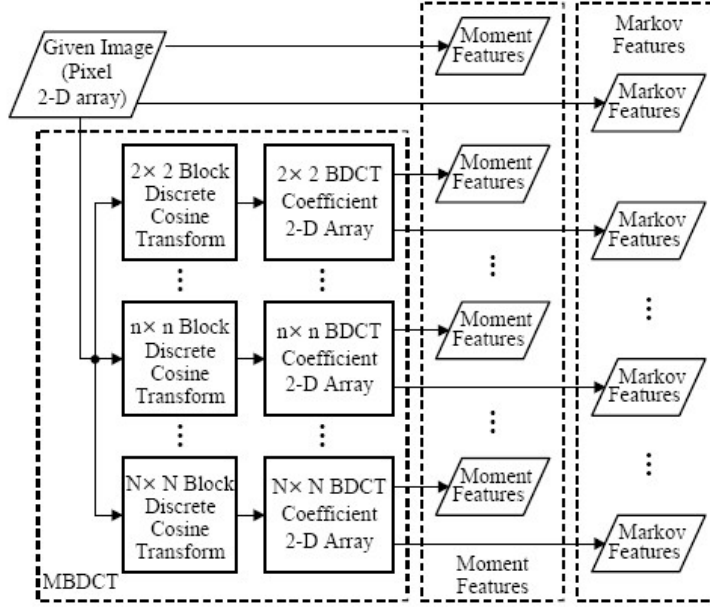 Given Image
(Pixel
2-D array)
Moment
Features
Markov
Features
Markov
Features
2× 2 Block
Discrete
Cosine
Transform
2× 2 BDCT
Coefficient
2-D Array
Moment
Features
Markov
Features
n× n Block
Discrete
Cosine
Transform
n× n BDCT
Coefficient
2-D Array
Moment
Features
Markov
Features
N× N Block
Discrete
Cosine
Transform
N× N BDCT
Coefficient
2-D Array
Moment
Features
Markov
Features
MBDCT
Moment
Features